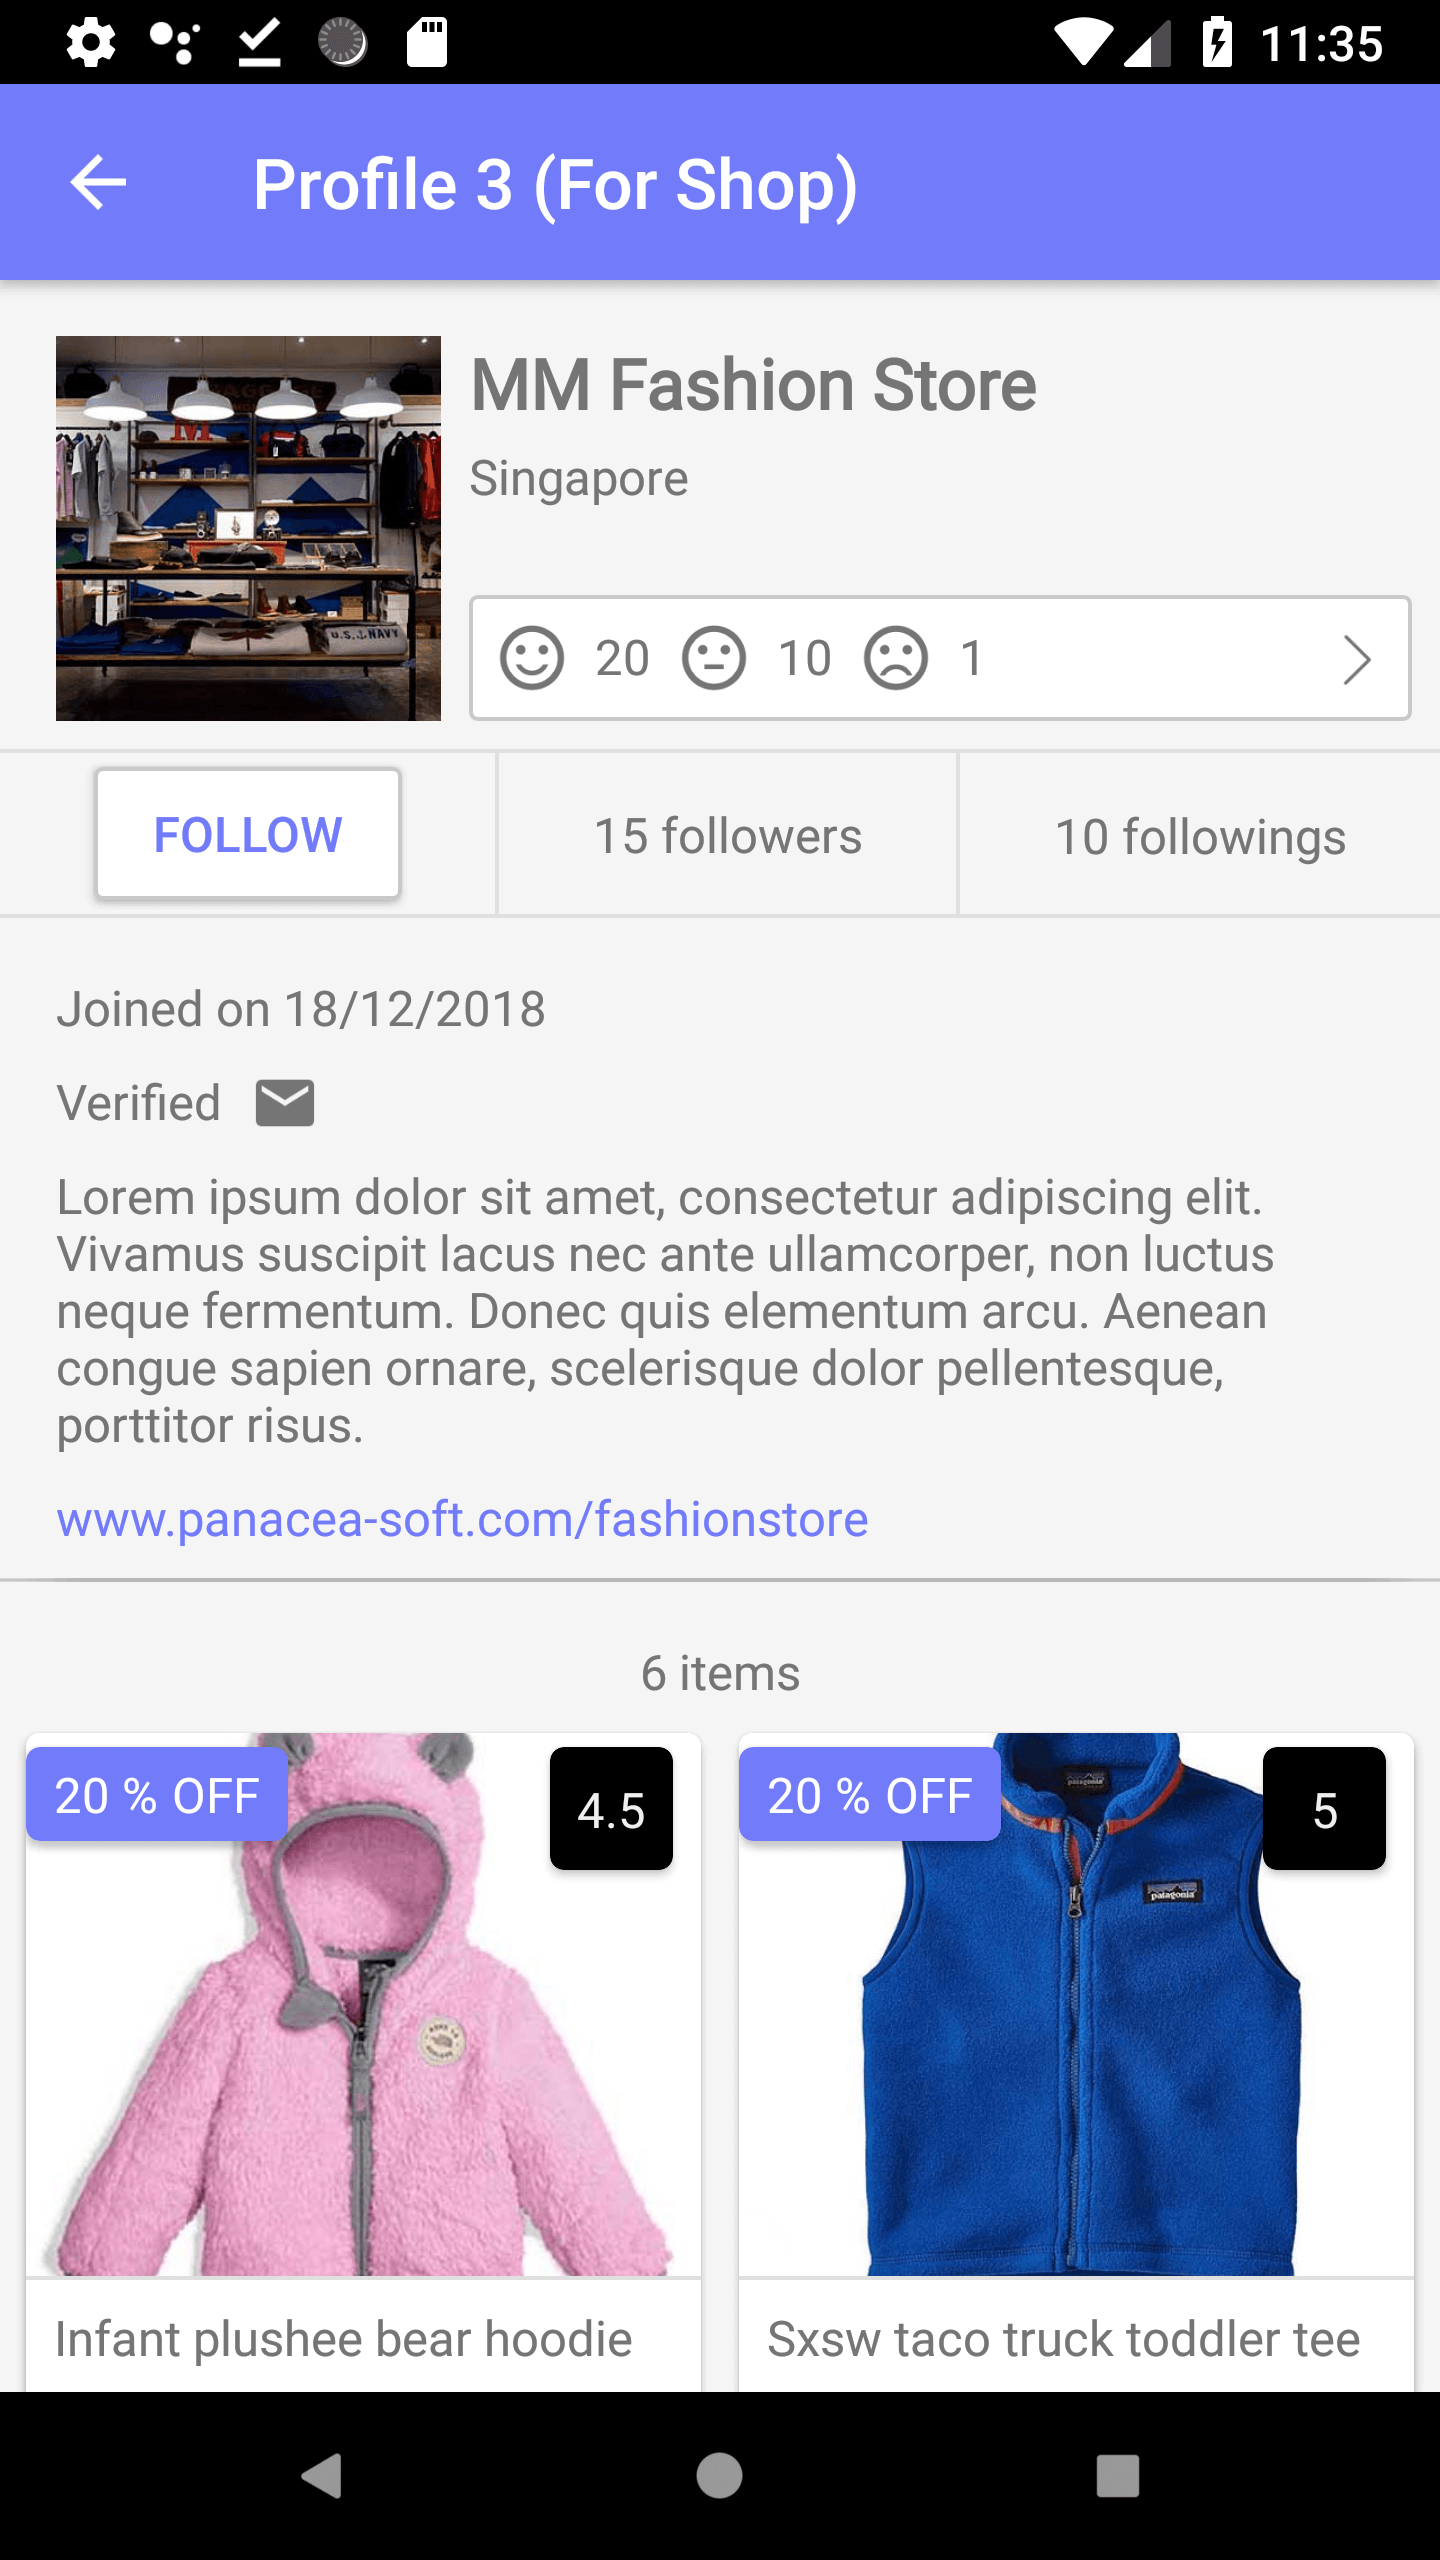 11:35
Profile 3 (For Shop)
MM Fashion Store
Singapore
M
U.S. NAVY
20 10 1
FOLLOW
15 followers
10 followings
Joined on 18/12/2018
Verified
Lorem ipsum dolor sit amet, consectetur adipiscing elit.
Vivamus suscipit lacus nec ante ullamcorper, non luctus
neque fermentum. Donec quis elementum arcu. Aenean
congue sapien ornare, scelerisque dolor pellentesque,
porttitor risus.
www.panacea-soft.com/fashionstore
6 items
20 % OFF
4.5
20 % OFF
5
patagonia
patagonia
Infant plushee bear hoodie
Sxsw taco truck toddler tee